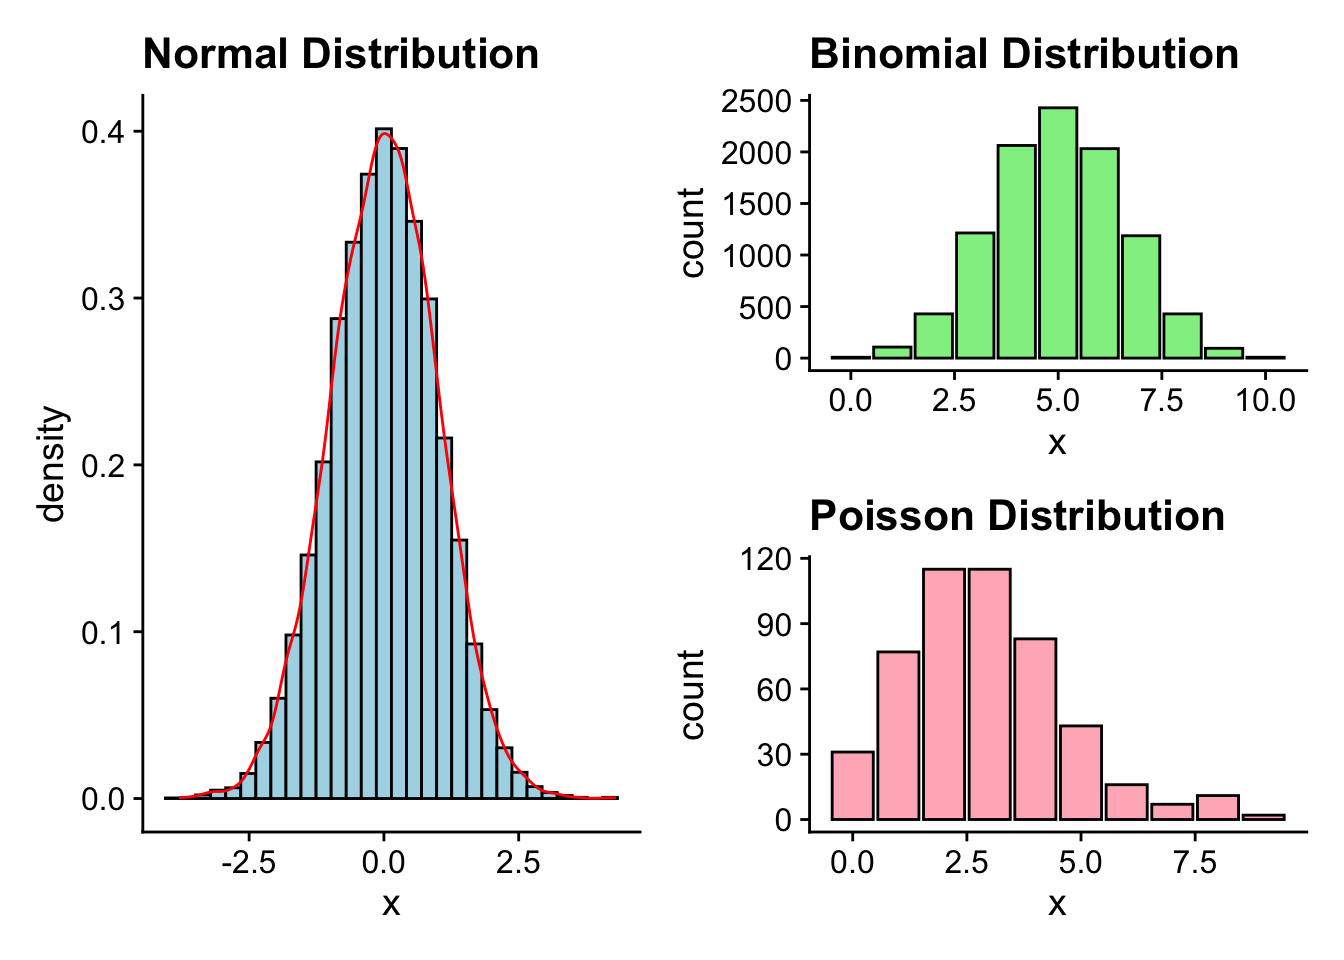 Normal Distribution
0.4
0.3
0.2
0.1
0.0
density
-2.5 0.0 2.5
x
Binomial Distribution
2500
2000
1500
1000
500
0
count
0.0 2.5 5.0 7.5 10.0
x
Poisson Distribution
120
90
60
30
0
count
0.0 2.5 5.0 7.5
x